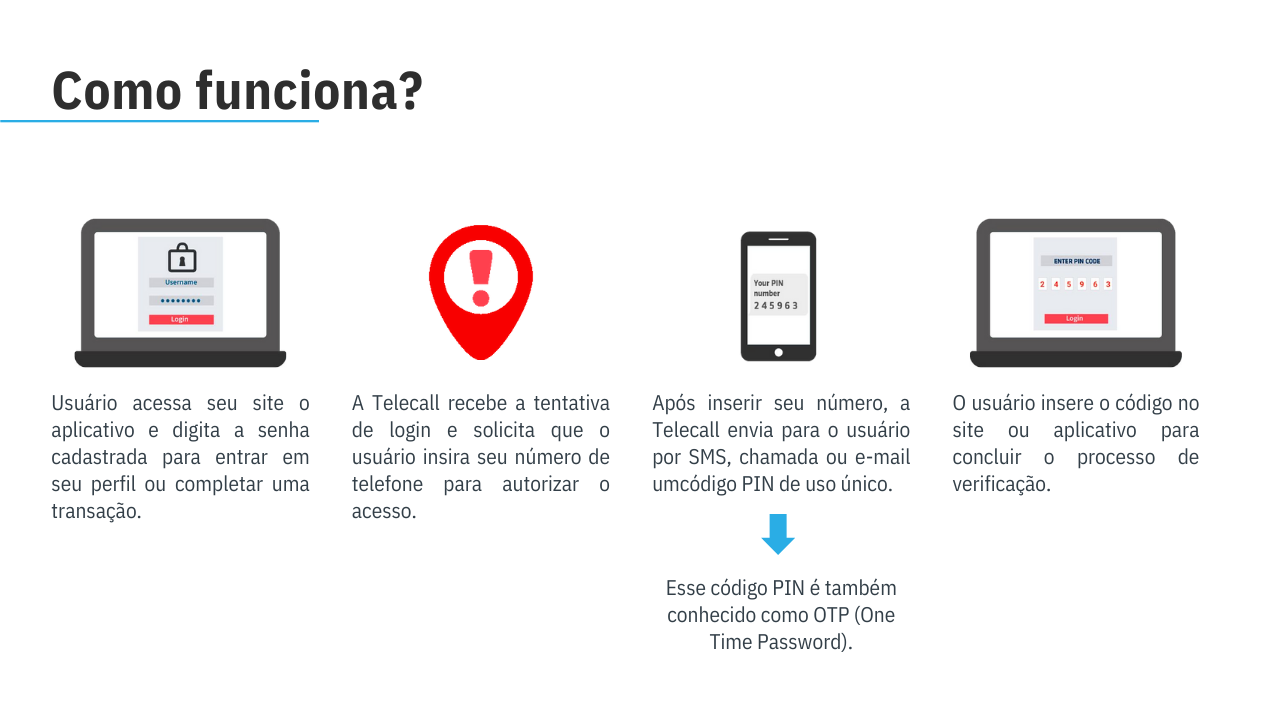 Como funciona?
Username
Login
Your PIN
number
2 4 5 9 6 3
ENTER PIN CODE
2 4 5 9 6 3
Login
Usuário acessa seu site o
aplicativo e digita a senha
cadastrada para entrar em
seu perfil ou completar uma
transação.
A Telecall recebe a tentativa
de login e solicita que o
usuário insira seu número de
telefone para autorizar o
acesso.
Após inserir seu número, a
Telecall envia para o usuário
por SMS, chamada ou e-mail
umcódigo PIN de uso único.
Esse código PIN é também
conhecido como OTP (One
Time Password).
O usuário insere o código no
site ou aplicativo para
concluir o processo de
verificação.